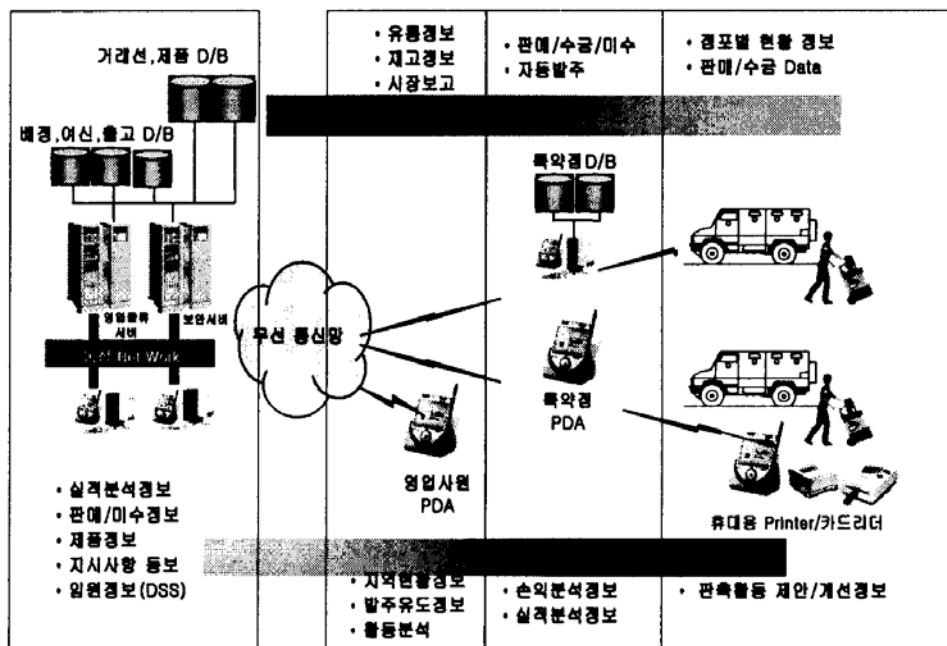 거래선,제품 D/B
배정,여신,출고 D/B
영업물류
서버
보안서버
Net Work
• 실적분석정보
• 판매/미수정보
• 제품정보
• 지시사항 통보
• 임원정보(DSS)
무선 통신망
• 유통정보
• 재고정보
• 시장보고
영업사원
PDA
• 지역현황정보
• 발주유도정보
• 활동분석
• 판매/수금/미수
• 자동발주
특약점D/B
특약점
PDA
• 손익분석정보
• 실적분석정보
• 점포별 현황 정보
• 판매/수금 Data
휴대용 Printer/카드리더
• 판촉활동 제안/개선정보